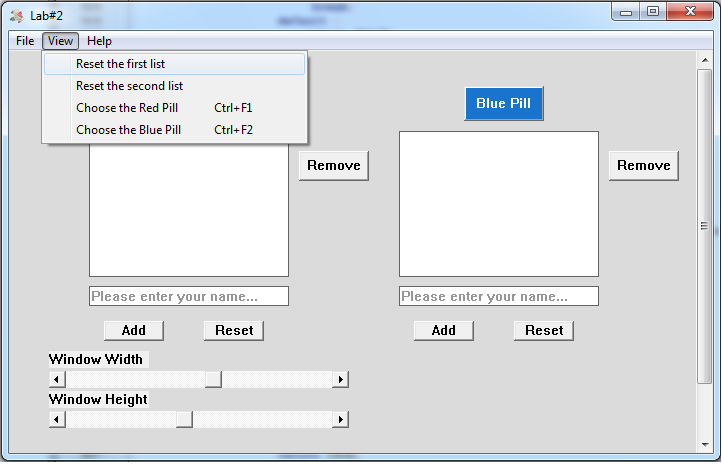 Lab#2
File View Help
Reset the first list
Reset the second list
Choose the Red Pill Ctrl+F1
Choose the Blue Pill Ctrl+F2
Blue Pill
Remove Remove
Please enter your name... Please enter your name...
Add Reset Add Reset
Window Width
Window Height